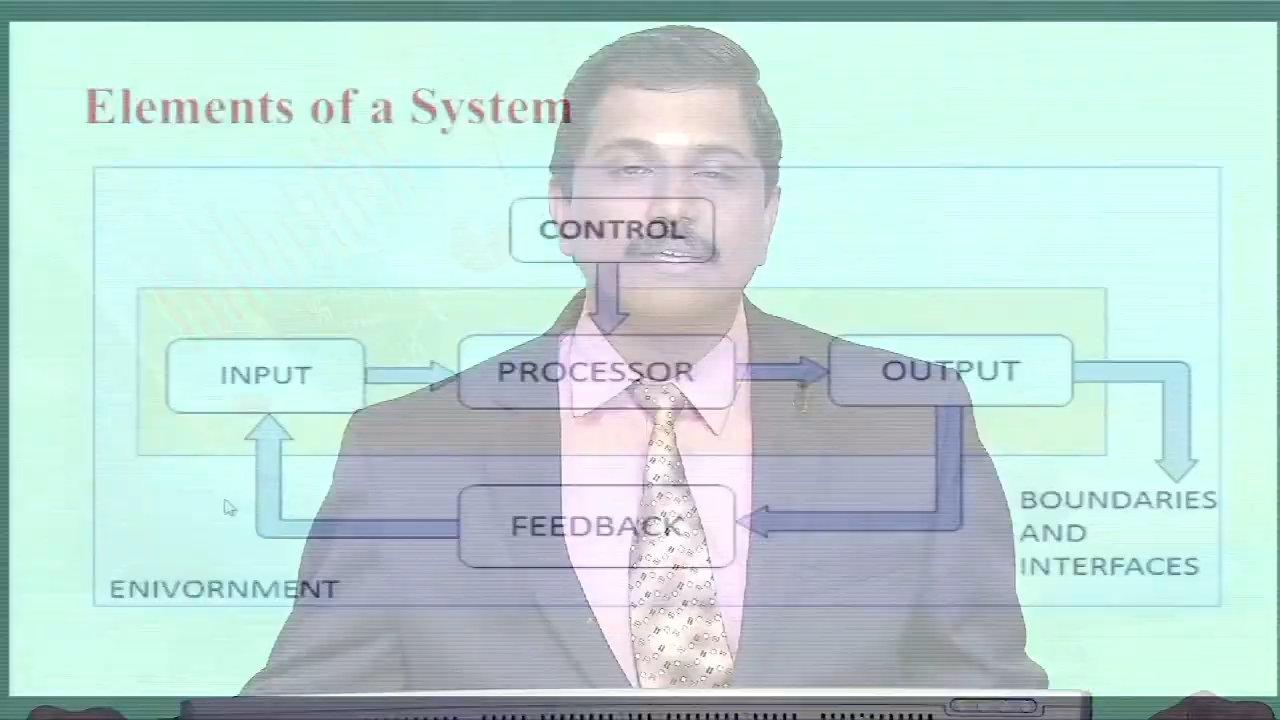 Elements of a System
CONTROL
INPUT
PROCESSOR
OUTPUT
FEEDBACK
BOUNDARIES
AND
INTERFACES
ENIVORNMENT